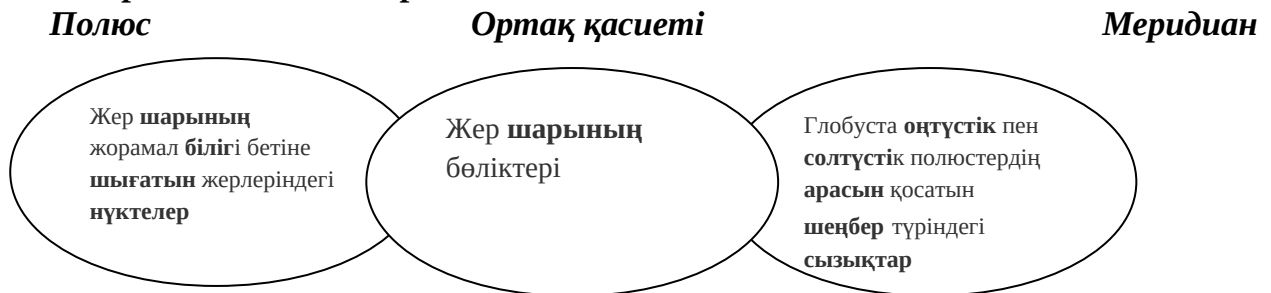 Полюс Ортақ қасиеті Меридиан
Жер шарының
жорамал білігі бетіне
шығатын жерлеріндегі
нүктелер
Жер шарының
бөліктері
Глобуста оңтүстік пен
солтүстік полюстердің
арасын қосатын
шеңбер түріндегі
сызықтар